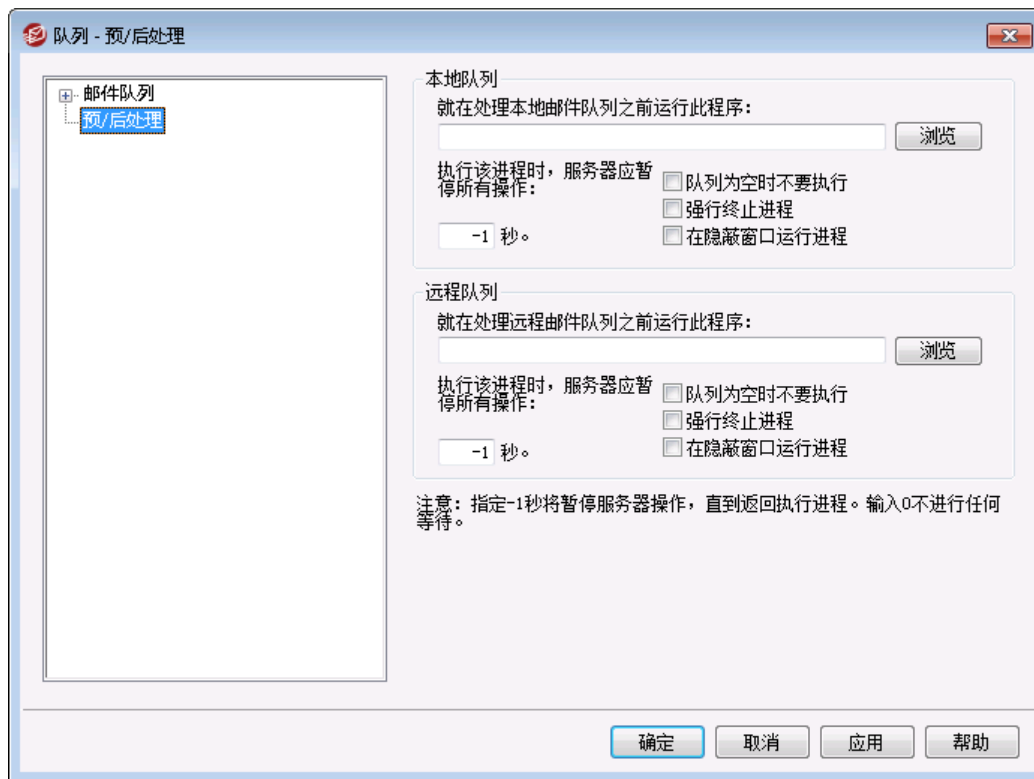 队列 - 预/后处理
邮件队列
预/后处理
本地队列
就在处理本地邮件队列之前运行此程序:
浏览
执行该进程时，服务器应暂
停所有操作:
队列为空时不要执行
强行终止进程
-1 秒。
在隐蔽窗口运行进程
远程队列
就在处理远程邮件队列之前运行此程序:
浏览
执行该进程时，服务器应暂
停所有操作:
队列为空时不要执行
强行终止进程
-1 秒。
在隐蔽窗口运行进程
注意: 指定-1秒将暂停服务器操作，直到返回执行进程。输入0不进行任何
等待。
确定
取消
应用
帮助